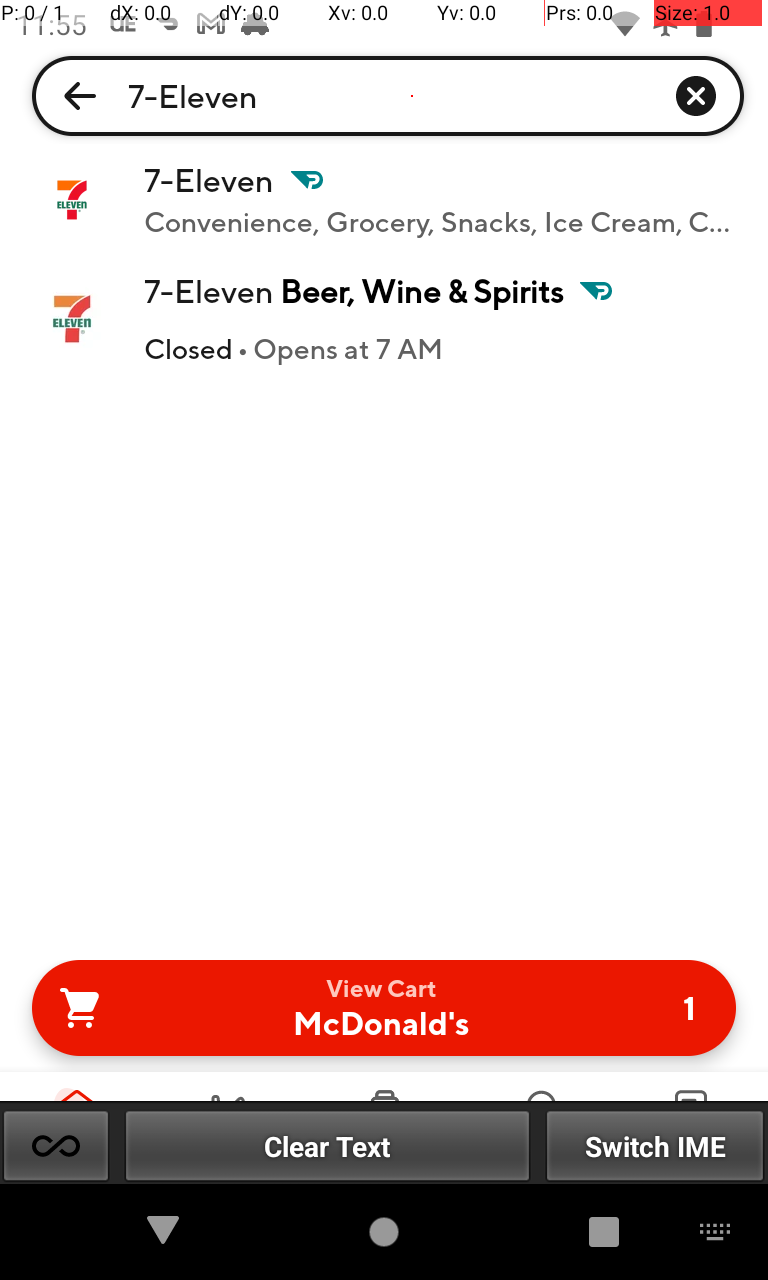 P: 0 / 1 dX: 0.0 dY: 0.0 Xv: 0.0 Yv: 0.0 Prs: 0.0 Size: 1.0
11:55
7-Eleven
7-Eleven
ELEVEN
Convenience, Grocery, Snacks, Ice Cream, C...
7-Eleven Beer, Wine & Spirits
ELEVEN
Closed • Opens at 7 AM
View Cart
McDonald's
1
Clear Text
Switch IME